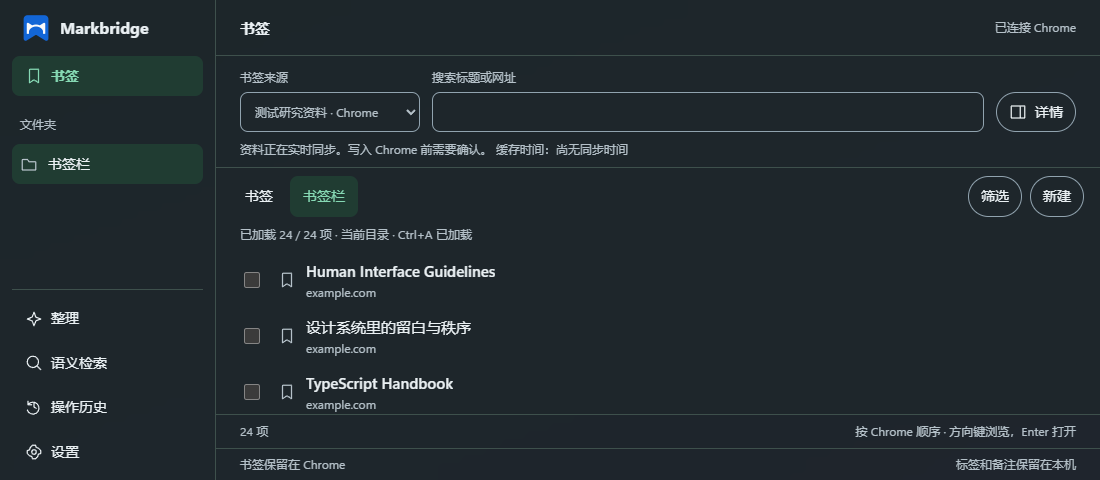 Markbridge
书签
文件夹
书签栏
整理
语义检索
操作历史
设置
书签
已连接 Chrome
书签来源
搜索标题或网址
测试研究资料 · Chrome
详情
资料正在实时同步。写入 Chrome 前需要确认。 缓存时间：尚无同步时间
书签 书签栏
筛选 新建
已加载 24 / 24 项 · 当前目录 · Ctrl+A 已加载
Human Interface Guidelines
example.com
设计系统里的留白与秩序
example.com
TypeScript Handbook
example.com
24 项
按 Chrome 顺序 · 方向键浏览，Enter 打开
书签保留在 Chrome
标签和备注保留在本机